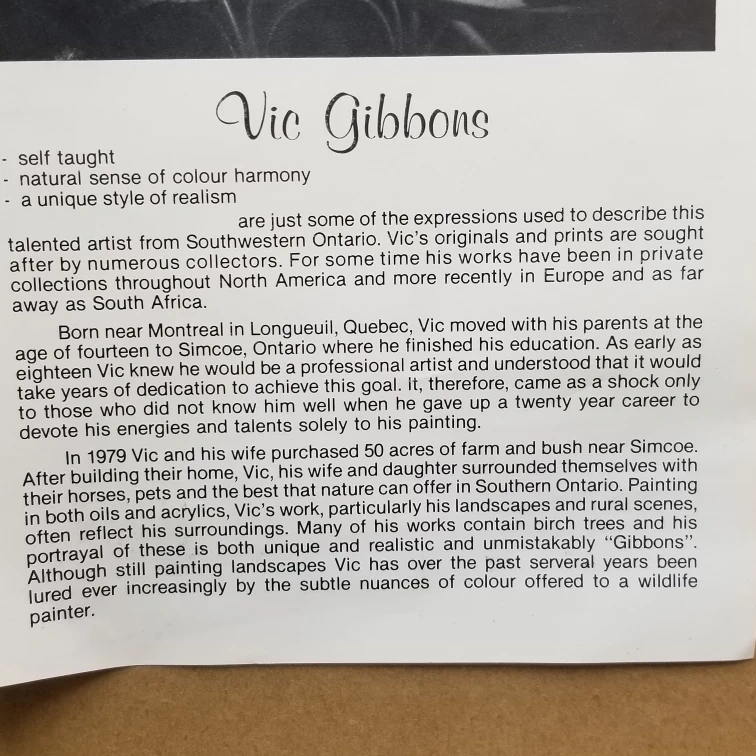 Vic Gibbons
- self taught
- natural sense of colour harmony
- a unique style of realism
are just some of the expressions used to describe this
talented artist from Southwestern Ontario. Vic's originals and prints are sought
after by numerous collectors. For some time his works have been in private
collections throughout North America and more recently in Europe and as far
away as South Africa.
Born near Montreal in Longueuil, Quebec, Vic moved with his parents at the
age of fourteen to Simcoe, Ontario where he finished his education. As early as
eighteen Vic knew he would be a professional artist and understood that it would
take years of dedication to achieve this goal. It, therefore, came as a shock only
to those who did not know him well when he gave up a twenty year career to
devote his energies and talents solely to his painting.
In 1979 Vic and his wife purchased 50 acres of farm and bush near Simcoe.
After building their home, Vic, his wife and daughter surrounded themselves with
their horses, pets and the best that nature can offer in Southern Ontario. Painting
in both oils and acrylics, Vic's work, particularly his landscapes and rural scenes,
often reflect his surroundings. Many of his works contain birch trees and his
portrayal of these is both unique and realistic and unmistakably “Gibbons”.
Although still painting landscapes Vic has over the past serveral years been
lured ever increasingly by the subtle nuances of colour offered to a wildlife
painter.